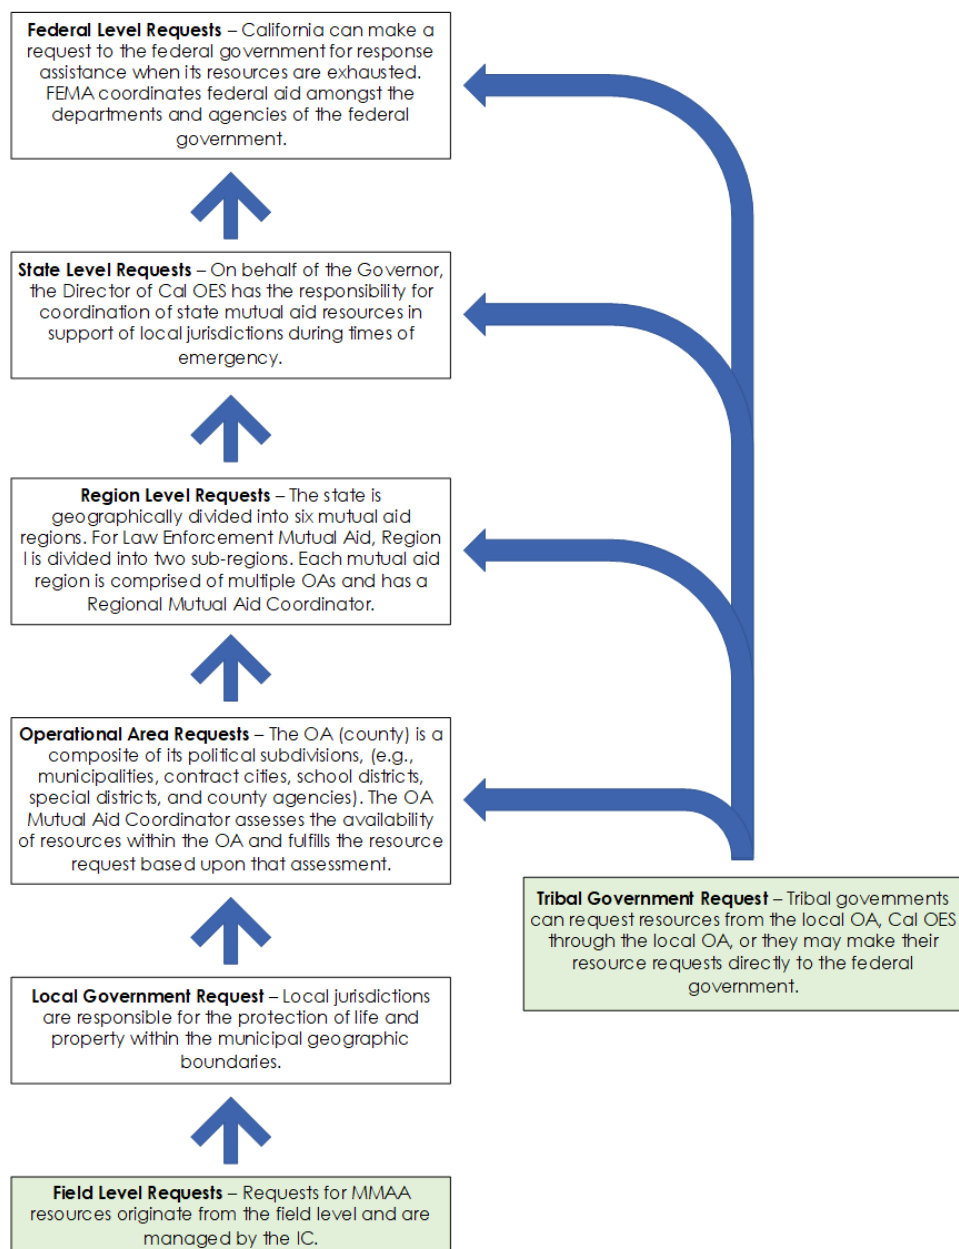 Federal Level Requests – California can make a
request to the federal government for response
assistance when its resources are exhausted.
FEMA coordinates federal aid amongst the
departments and agencies of the federal
government.
State Level Requests – On behalf of the Governor,
the Director of Cal OES has the responsibility for
coordination of state mutual aid resources in
support of local jurisdictions during times of
emergency.
Region Level Requests – The state is
geographically divided into six mutual aid
regions. For Law Enforcement Mutual Aid, Region
I is divided into two sub-regions. Each mutual aid
region is comprised of multiple OAs and has a
Regional Mutual Aid Coordinator.
Operational Area Requests – The OA (county) is a
composite of its political subdivisions, (e.g.,
municipalities, contract cities, school districts,
special districts, and county agencies). The OA
Mutual Aid Coordinator assesses the availability
of resources within the OA and fulfills the resource
request based upon that assessment.
Tribal Government Request – Tribal governments
can request resources from the local OA, Cal OES
through the local OA, or they may make their
resource requests directly to the federal
government.
Local Government Request – Local jurisdictions
are responsible for the protection of life and
property within the municipal geographic
boundaries.
Field Level Requests – Requests for MMAA
resources originate from the field level and are
managed by the IC.